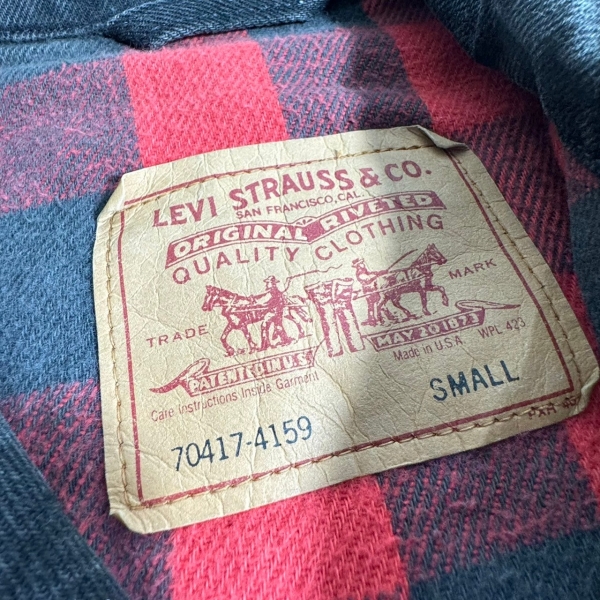 LEVI STRAUSS & CO.
SAN FRANCISCO, CAL.
ORIGINAL RIVETED
QUALITY CLOTHING
TRADE MARK
PATENTED IN U.S.
MAY 20 1873
Made in U.S.A. WPL 423
Care Instructions Inside Garment
70417-4159
SMALL